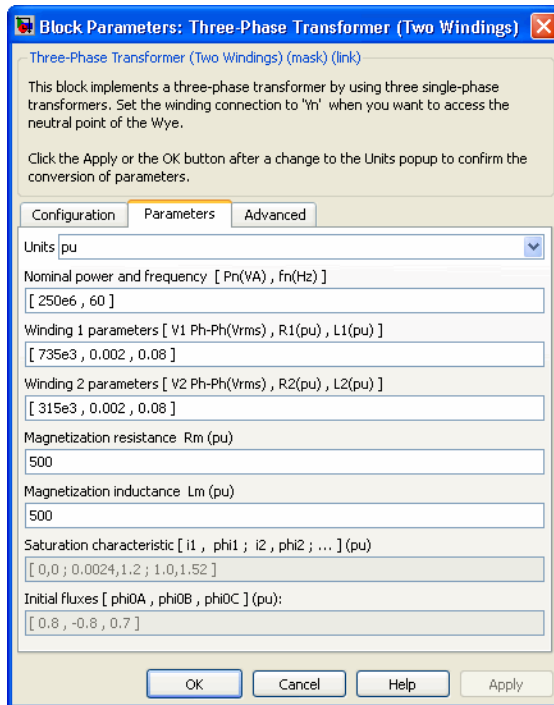 Block Parameters: Three-Phase Transformer (Two Windings)
Three-Phase Transformer (Two Windings) (mask) (link)
This block implements a three-phase transformer by using three single-phase
transformers. Set the winding connection to 'Yn' when you want to access the
neutral point of the Wye.
Click the Apply or the OK button after a change to the Units popup to confirm the
conversion of parameters.
Configuration Parameters Advanced
Units pu
Nominal power and frequency [ Pn(VA) , fn(Hz) ]
[ 250e6 , 60 ]
Winding 1 parameters [ V1 Ph-Ph(Vrms) , R1(pu) , L1(pu) ]
[ 735e3 , 0.002 , 0.08 ]
Winding 2 parameters [ V2 Ph-Ph(Vrms) , R2(pu) , L2(pu) ]
[ 315e3 , 0.002 , 0.08 ]
Magnetization resistance Rm (pu)
500
Magnetization inductance Lm (pu)
500
Saturation characteristic [ i1 , phi1 ; i2 , phi2 ; ... ] (pu)
[ 0,0 ; 0.0024,1.2 ; 1.0,1.52 ]
Initial fluxes [ phi0A , phi0B , phi0C ] (pu):
[ 0.8 , -0.8 , 0.7 ]
OK Cancel Help Apply